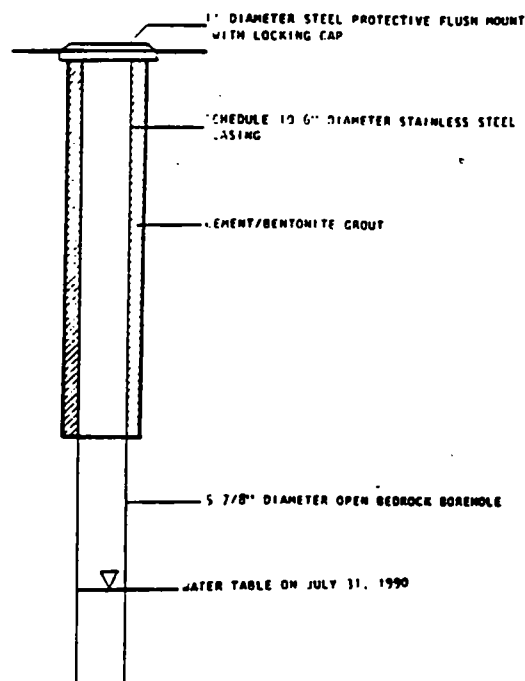 DIAMETER STEEL PROTECTIVE FLUSH MOUNT
WITH LOCKING CAP
SCHEDULE 10 6" DIAMETER STAINLESS STEEL
CASING
CEMENT/BENTONITE GROUT
5 7/8" DIAMETER OPEN BEDROCK BOREHOLE
WATER TABLE ON JULY 31, 1990